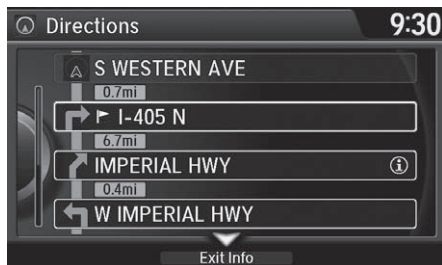 Directions
9:30
S WESTERN AVE
0.7mi
I-405 N
6.7mi
IMPERIAL HWY
0.4mi
W IMPERIAL HWY
Exit Info